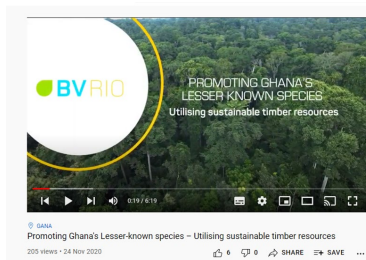 BVRIO
PROMOTING GHANA'S
LESSER KNOWN SPECIES
Utilising sustainable timber resources
0:19 / 6:19
GANA
Promoting Ghana's Lesser-known species – Utilising sustainable timber resources
205 views • 24 Nov 2020
6
0
SHARE
SAVE